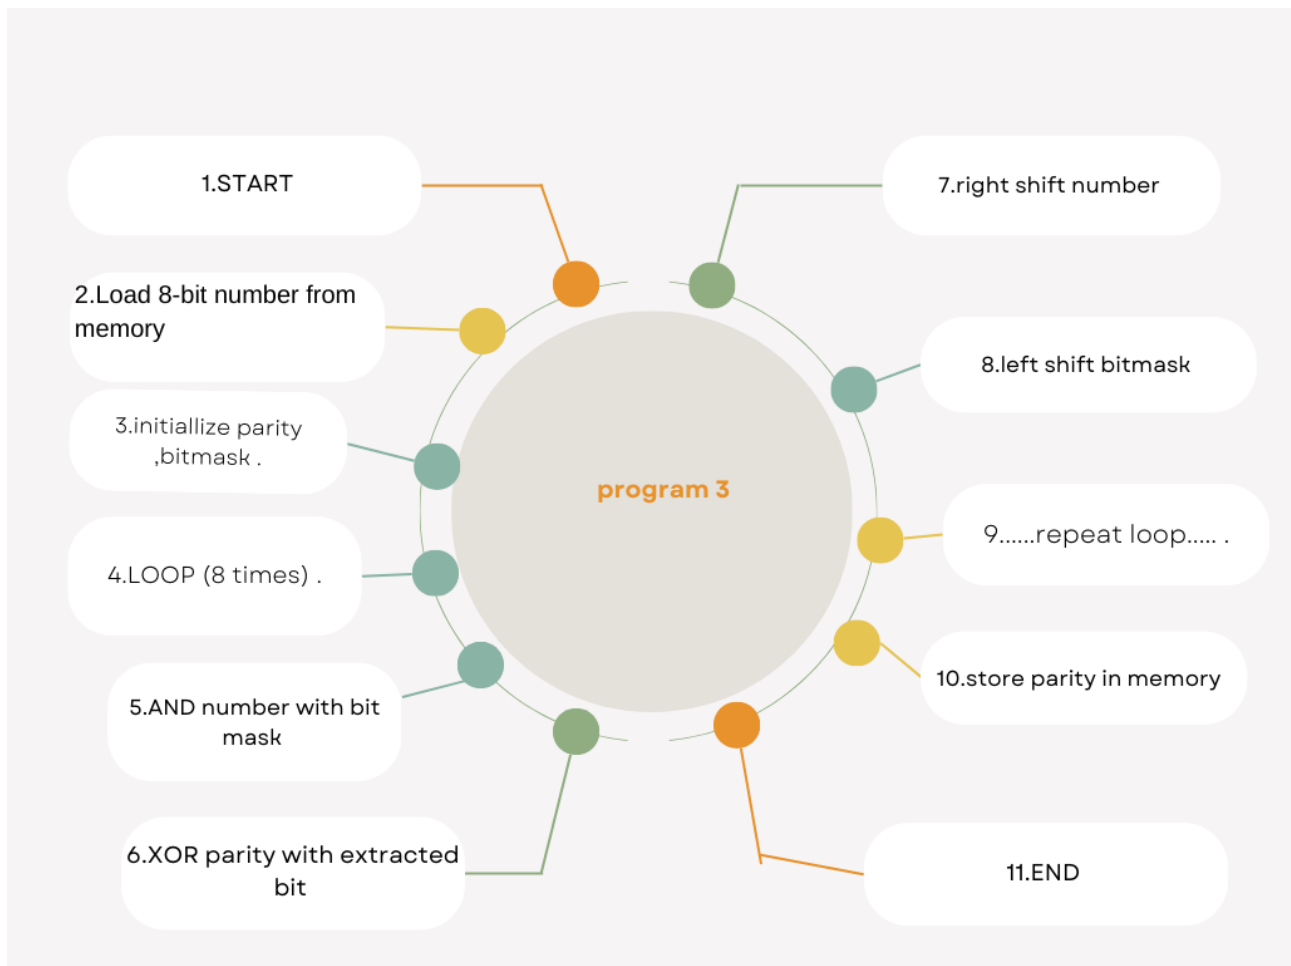 1.START
2.Load 8-bit number from
memory
3.initiallize parity
,bitmask .
4.LOOP (8 times) .
5.AND number with bit
mask
6.XOR parity with extracted
bit
program 3
7.right shift number
8.left shift bitmask
9......repeat loop..... .
10.store parity in memory
11.END